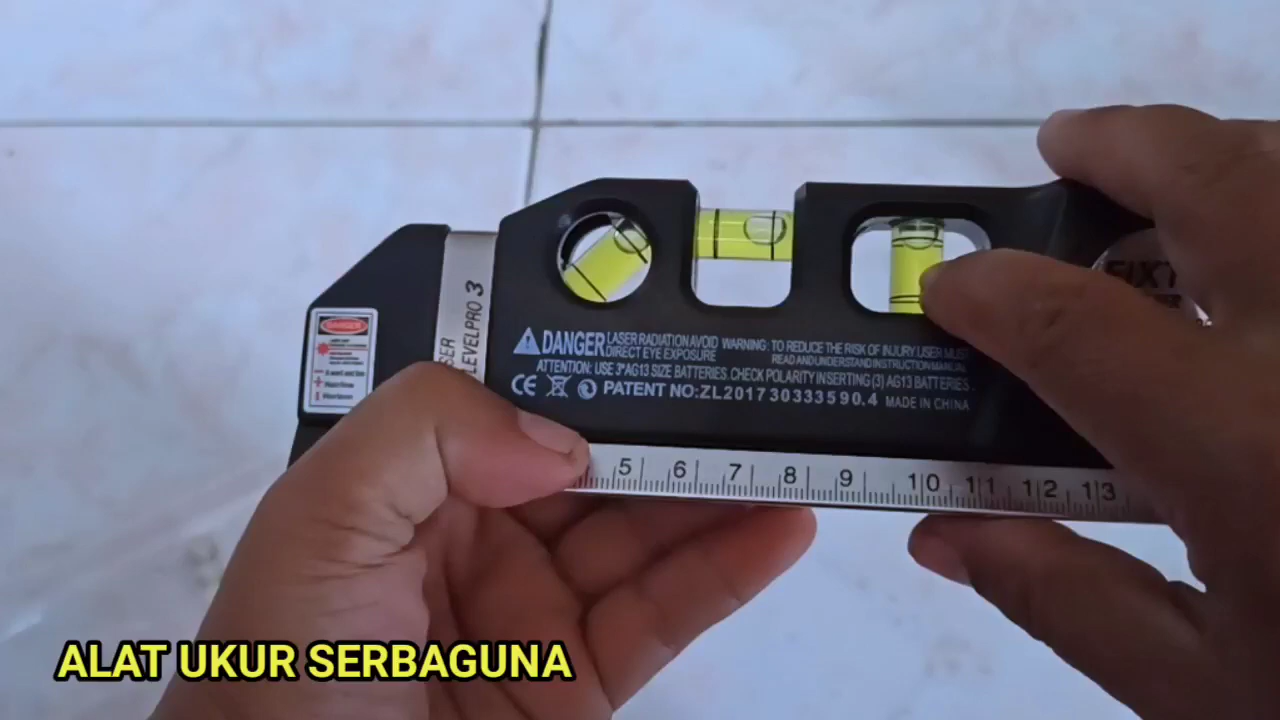 FIXT
LEVELPRO 3
DANGER
DANGER
LASER RADIATION AVOID
DIRECT EYE EXPOSURE
WARNING: TO REDUCE THE RISK OF INJURY.USER MUST
READ AND UNDERSTAND INSTRUCTION MANUAL
ATTENTION: USE 3*AG13 SIZE BATTERIES. CHECK POLARITY INSERTING (3) AG13 BATTERIES.
CE PATENT NO:ZL201730333590.4 MADE IN CHINA
5 6 7 8 9 10 11 12 13
ALAT UKUR SERBAGUNA